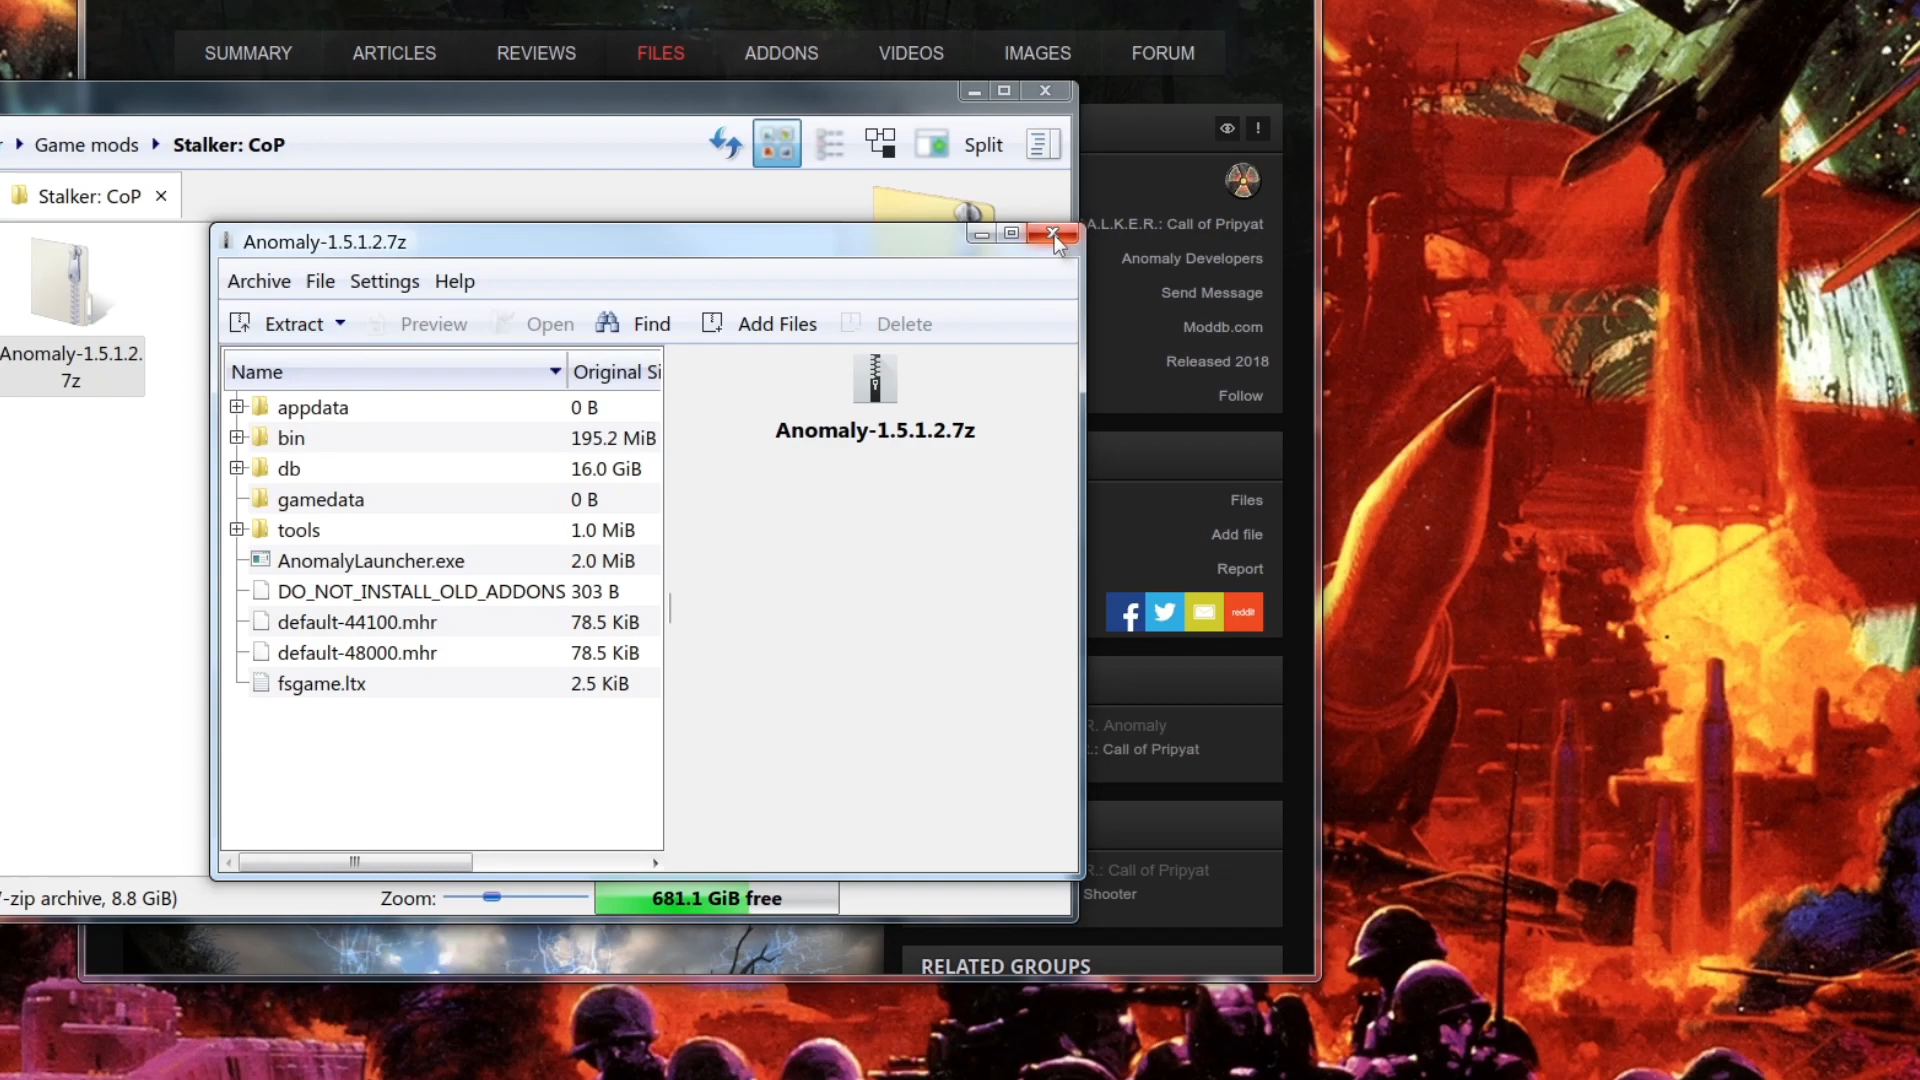 SUMMARY ARTICLES REVIEWS FILES ADDONS VIDEOS IMAGES FORUM
Game mods Stalker: CoP Split
Stalker: CoP
Anomaly-1.5.1.2.
7z
Anomaly-1.5.1.2.7z
Archive File Settings Help
Extract Preview Open Find Add Files Delete
Name Original Si
appdata 0 B
bin 195.2 MiB
db 16.0 GiB
gamedata 0 B
tools 1.0 MiB
AnomalyLauncher.exe 2.0 MiB
DO_NOT_INSTALL_OLD_ADDONS 303 B
default-44100.mhr 78.5 KiB
default-48000.mhr 78.5 KiB
fsgame.ltx 2.5 KiB
Anomaly-1.5.1.2.7z
-zip archive, 8.8 GiB) Zoom: 681.1 GiB free
A.L.K.E.R.: Call of Pripyat
Anomaly Developers
Send Message
Moddb.com
Released 2018
Follow
Files
Add file
Report
reddit
R. Anomaly
.: Call of Pripyat
R.: Call of Pripyat
Shooter
RELATED GROUPS